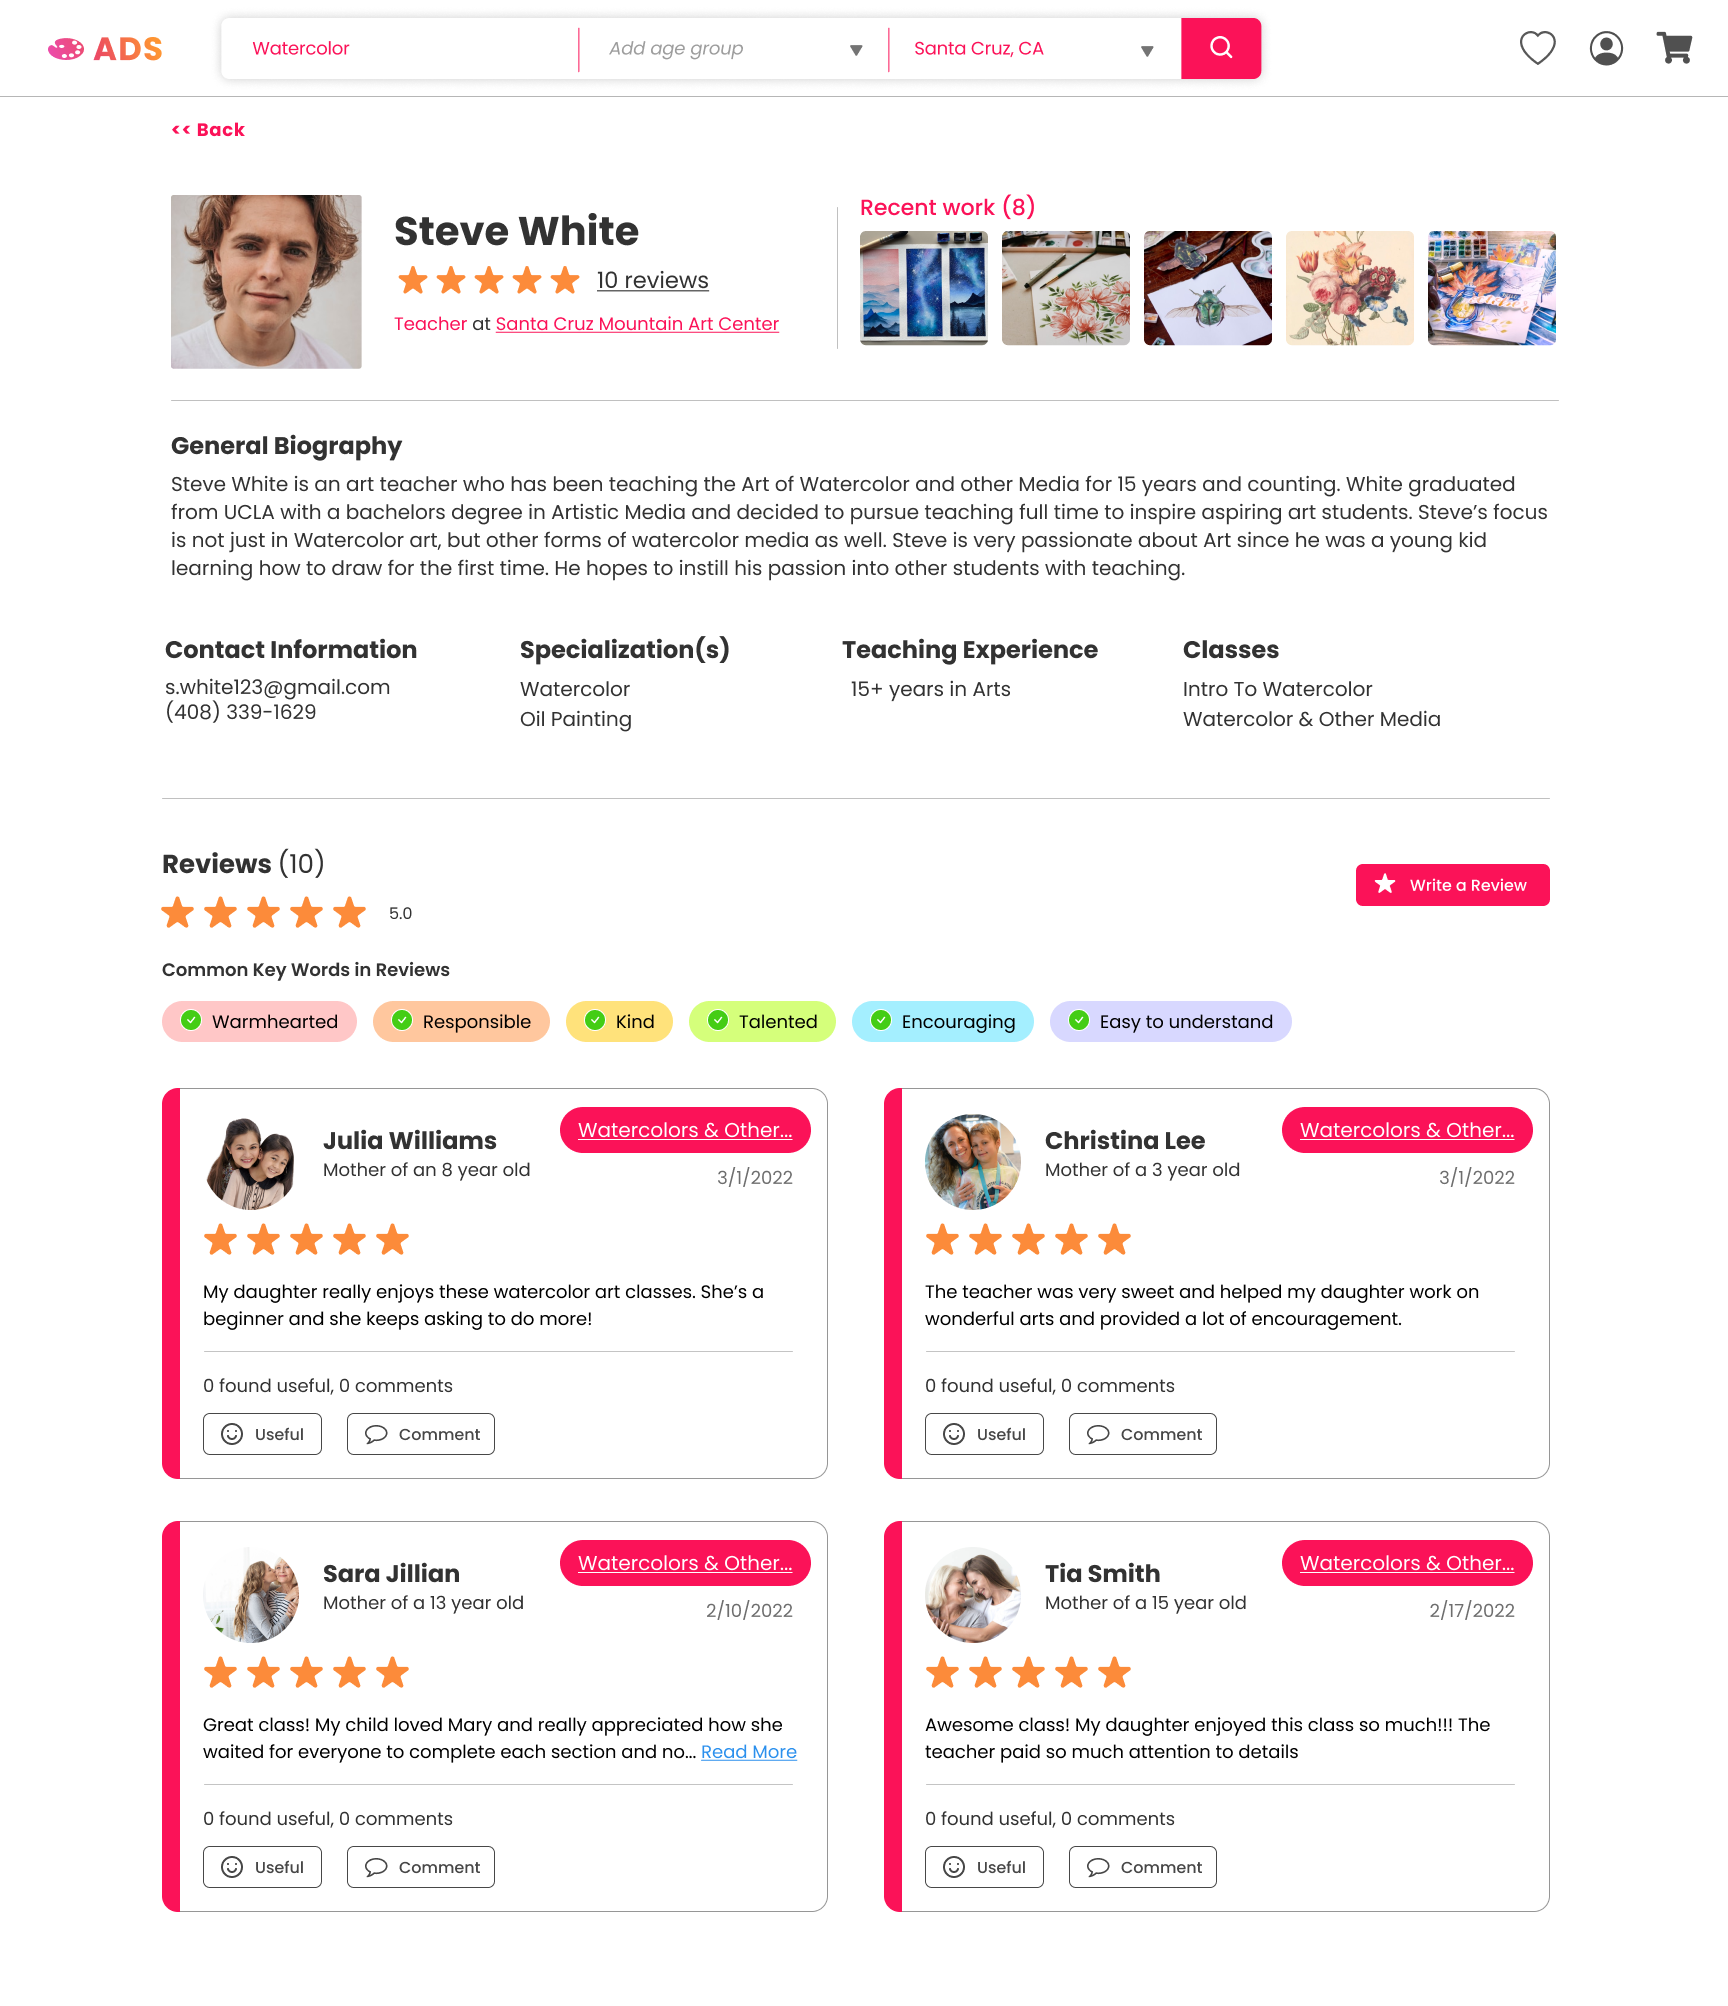 ADS
Watercolor
Add age group
Santa Cruz, CA
<< Back
Steve White
10 reviews
Teacher at Santa Cruz Mountain Art Center
Recent work (8)
General Biography
Steve White is an art teacher who has been teaching the Art of Watercolor and other Media for 15 years and counting. White graduated
from UCLA with a bachelors degree in Artistic Media and decided to pursue teaching full time to inspire aspiring art students. Steve's focus
is not just in Watercolor art, but other forms of watercolor media as well. Steve is very passionate about Art since he was a young kid
learning how to draw for the first time. He hopes to instill his passion into other students with teaching.
Contact Information
s.white123@gmail.com
(408) 339-1629
Specialization(s)
Watercolor
Oil Painting
Teaching Experience
15+ years in Arts
Classes
Intro To Watercolor
Watercolor & Other Media
Reviews (10)
5.0
Write a Review
Common Key Words in Reviews
Warmhearted
Responsible
Kind
Talented
Encouraging
Easy to understand
Julia Williams
Mother of an 8 year old
Watercolors & Other...
3/1/2022
My daughter really enjoys these watercolor art classes. She's a
beginner and she keeps asking to do more!
0 found useful, 0 comments
Useful
Comment
Christina Lee
Mother of a 3 year old
Watercolors & Other...
3/1/2022
The teacher was very sweet and helped my daughter work on
wonderful arts and provided a lot of encouragement.
0 found useful, 0 comments
Useful
Comment
Sara Jillian
Mother of a 13 year old
Watercolors & Other...
2/10/2022
Great class! My child loved Mary and really appreciated how she
waited for everyone to complete each section and no... Read More
0 found useful, 0 comments
Useful
Comment
Tia Smith
Mother of a 15 year old
Watercolors & Other...
2/17/2022
Awesome class! My daughter enjoyed this class so much!!! The
teacher paid so much attention to details
0 found useful, 0 comments
Useful
Comment